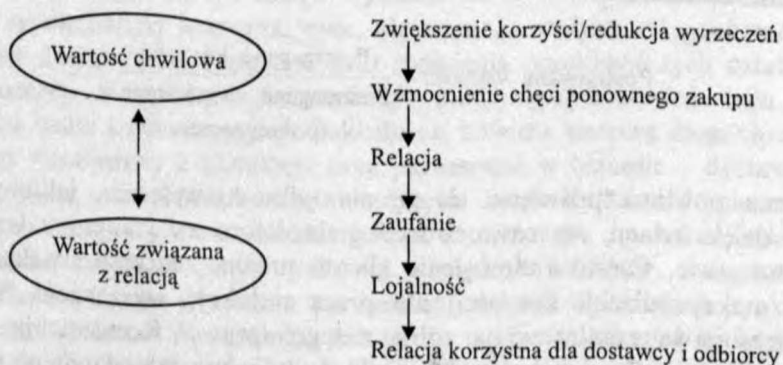 Wartość chwilowa
Wartość związana
z relacją
Zwiększenie korzyści/redukcja wyrzeczeń
Wzmocnienie chęci ponownego zakupu
Relacja
Zaufanie
Lojalność
Relacja korzystna dla dostawcy i odbiorcy